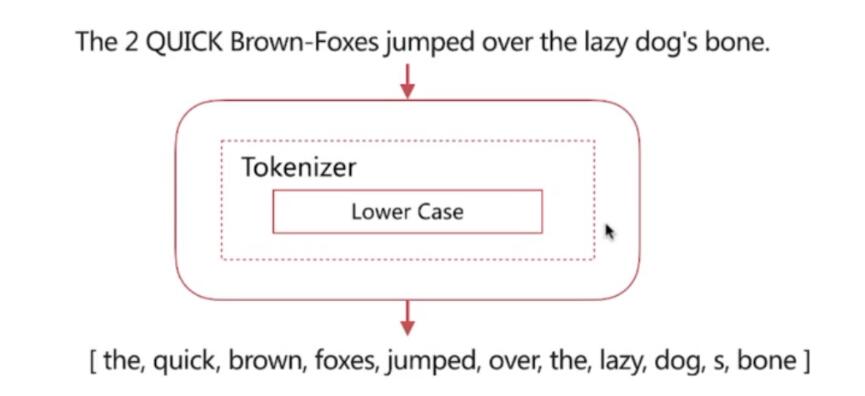 The 2 QUICK Brown-Foxes jumped over the lazy dog's bone.
Tokenizer
Lower Case
[ the, quick, brown, foxes, jumped, over, the, lazy, dog, s, bone ]